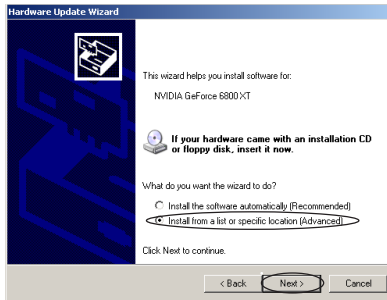 Hardware Update Wizard
This wizard helps you install software for:
NVIDIA GeForce 6800 XT
If your hardware came with an installation CD
or floppy disk, insert it now.
What do you want the wizard to do?
Install the software automatically (Recommended)
Install from a list or specific location (Advanced)
Click Next to continue.
< Back Next > Cancel